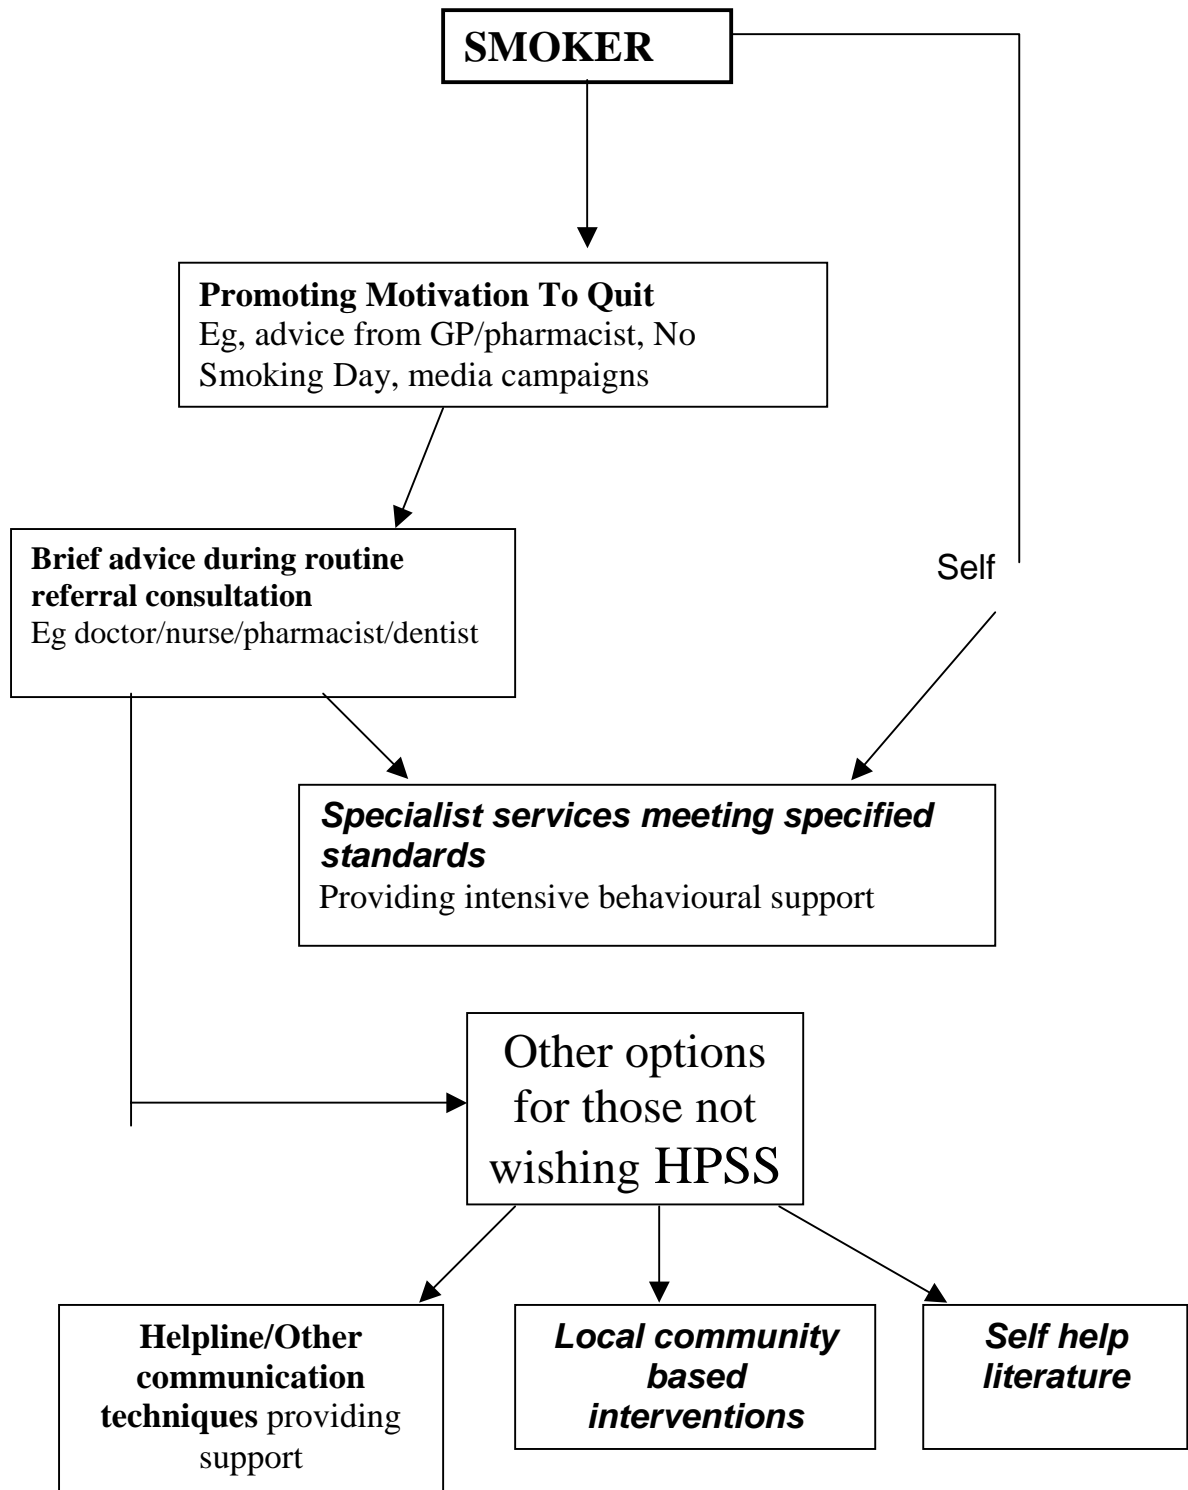 SMOKER
Promoting Motivation To Quit
Eg, advice from GP/pharmacist, No
Smoking Day, media campaigns
Brief advice during routine
referral consultation
Eg doctor/nurse/pharmacist/dentist
Self
Specialist services meeting specified
standards
Providing intensive behavioural support
Other options
for those not
wishing HPSS
Helpline/Other
communication
techniques providing
support
Local community
based
interventions
Self help
literature